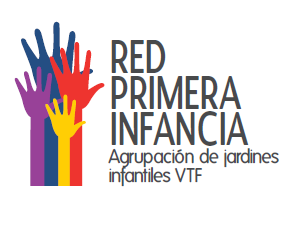 RED
PRIMERA
INFANCIA
Agrupación de jardines
infantiles VTF